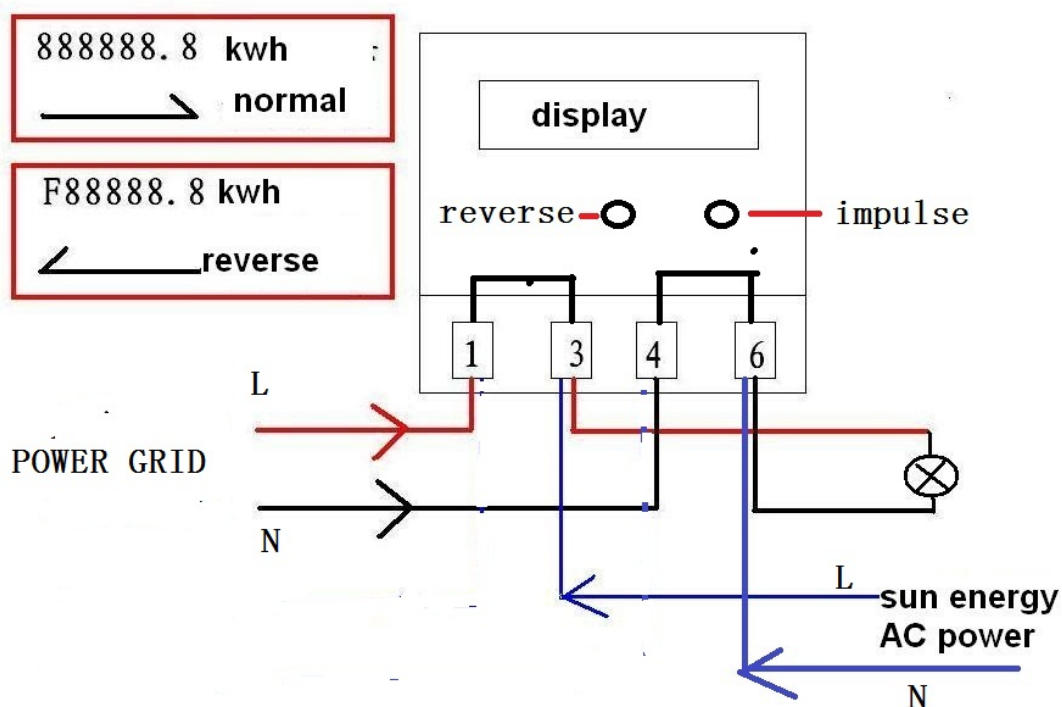 888888.8 kwh
normal
F88888.8 kwh
reverse
display
reverse
impulse
1 3 4 6
L
POWER GRID
N
L
sun energy
AC power
N